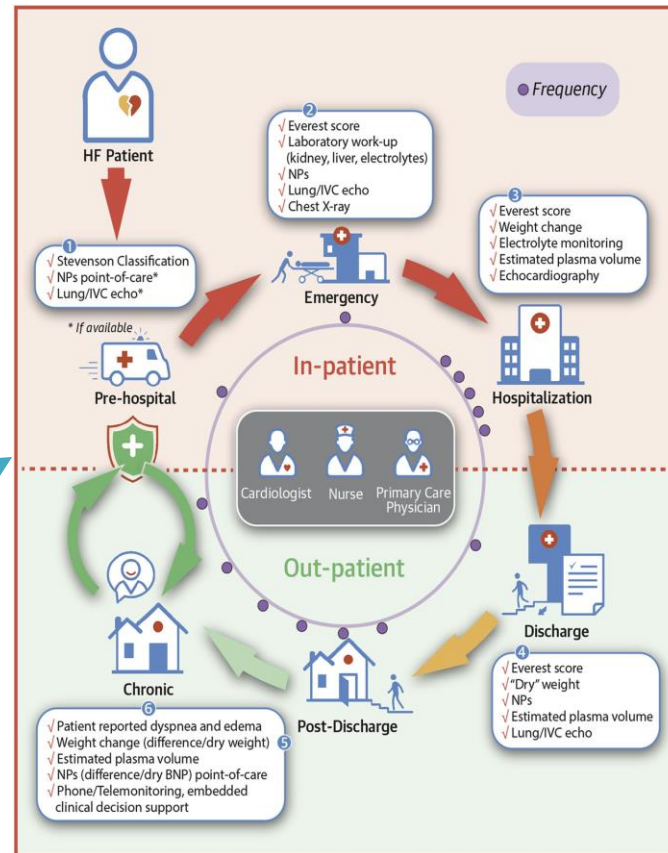 Frequency
HF Patient
2
√ Everest score
√ Laboratory work-up
(kidney, liver, electrolytes)
√ NPs
√ Lung/IVC echo
√ Chest X-ray
3
√ Everest score
√ Weight change
√ Electrolyte monitoring
√ Estimated plasma volume
√ Echocardiography
1
√ Stevenson Classification
√ NPs point-of-care*
√ Lung/IVC echo*
* If available
Emergency
Pre-hospital
In-patient
Hospitalization
Cardiologist
Nurse
Primary Care
Physician
Out-patient
Discharge
4
√ Everest score
√ "Dry" weight
√ NPs
√ Estimated plasma volume
√ Lung/IVC echo
Chronic
Post-Discharge
6
√ Patient reported dyspnea and edema
√ Weight change (difference/dry weight)
5
√ Estimated plasma volume
√ NPs (difference/dry BNP) point-of-care
√ Phone/Telemonitoring, embedded
clinical decision support